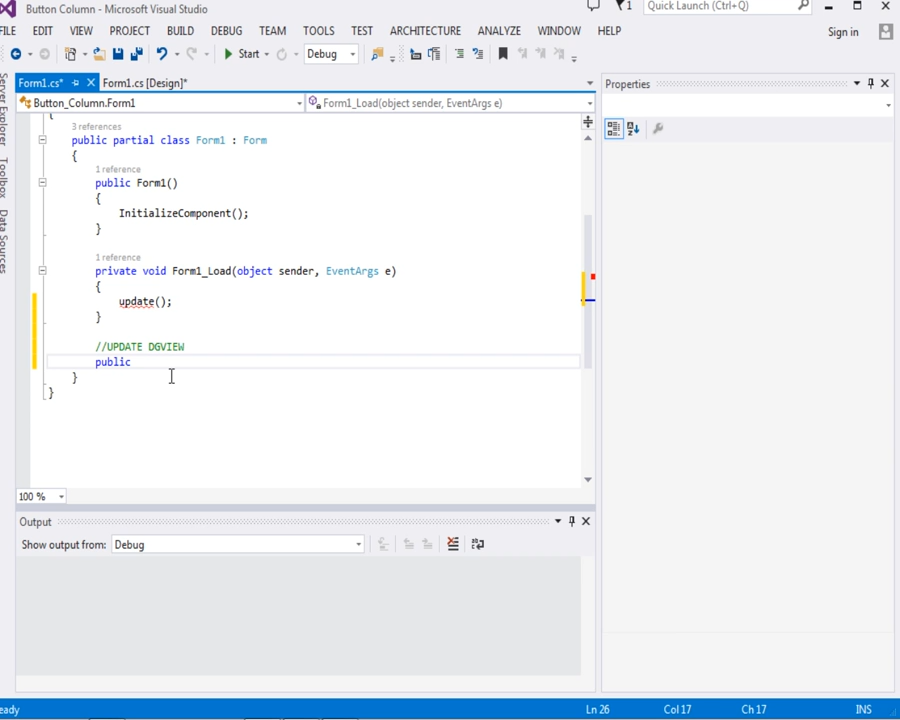 Button Column - Microsoft Visual Studio
1
Quick Launch (Ctrl+Q)
FILE EDIT VIEW PROJECT BUILD DEBUG TEAM TOOLS TEST ARCHITECTURE ANALYZE WINDOW HELP
Sign in
Start Debug
Form1.cs* Form1.cs [Design]*
Button_Column.Form1 Form1_Load(object sender, EventArgs e)
{
3 references
public partial class Form1 : Form
{
1 reference
public Form1()
{
InitializeComponent();
}
1 reference
private void Form1_Load(object sender, EventArgs e)
{
update();
}
//UPDATE DGVIEW
public
}
}
100 %
Output
Show output from: Debug
Server Explorer
Toolbox
Data Sources
Properties
eady
Ln 26 Col 17 Ch 17 INS